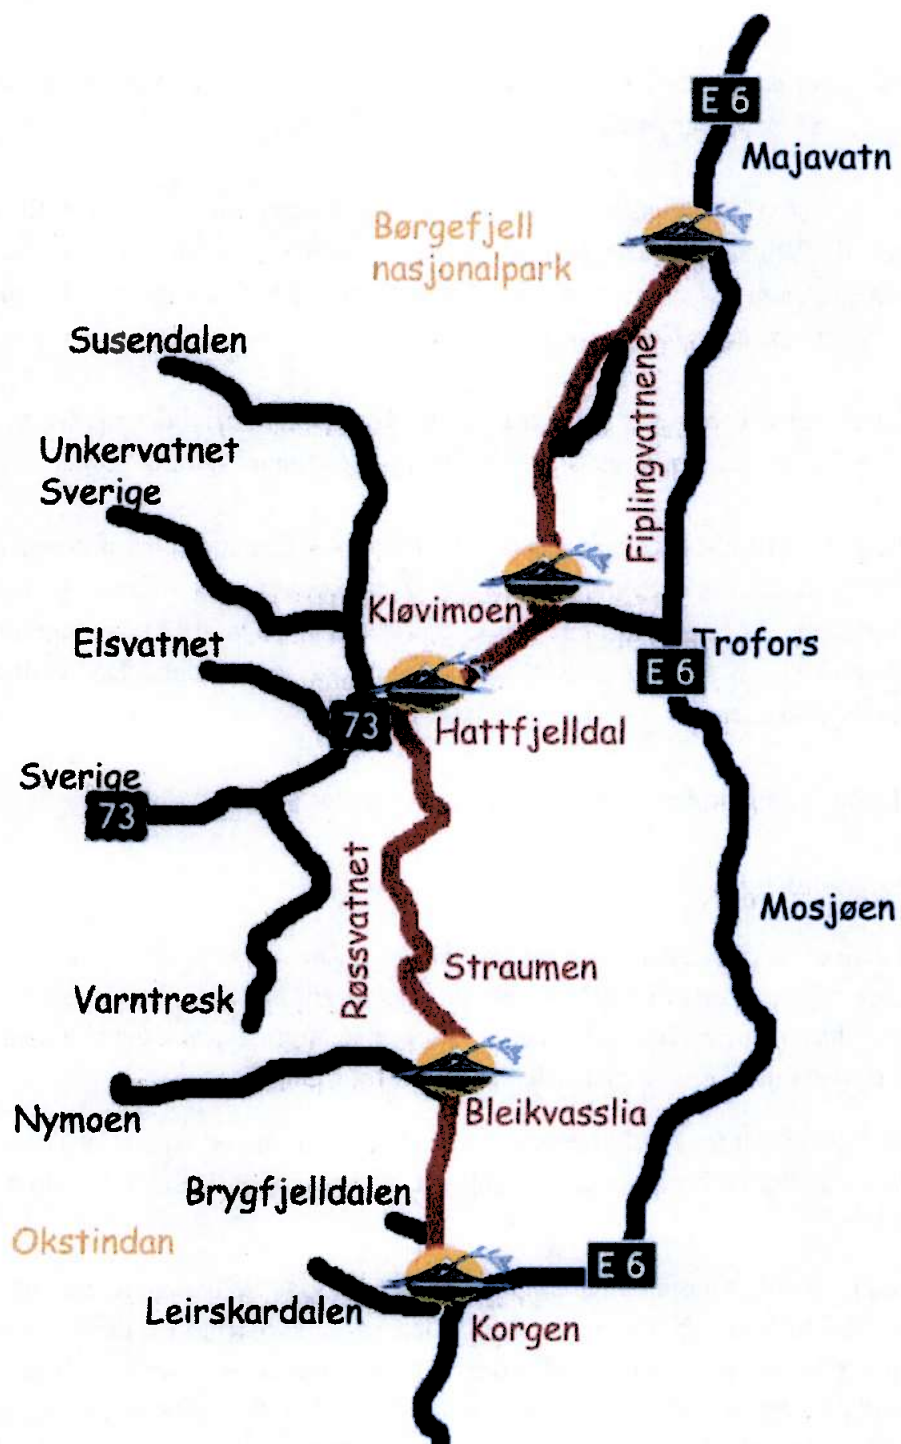 E 6
Majavatn
Børgefjell
nasjonalpark
Susendalen
Fiplingvatnene
Unkervatnet
Sverige
Kløvimoen
Trofors
Elsvatnet
E 6
73
Hattfjelldal
Sverige
73
Røssvatnet
Mosjøen
Straumen
Varntresk
Bleikvasslia
Nymoen
Brygfjelldalen
Okstindan
E 6
Leirskardalen
Korgen